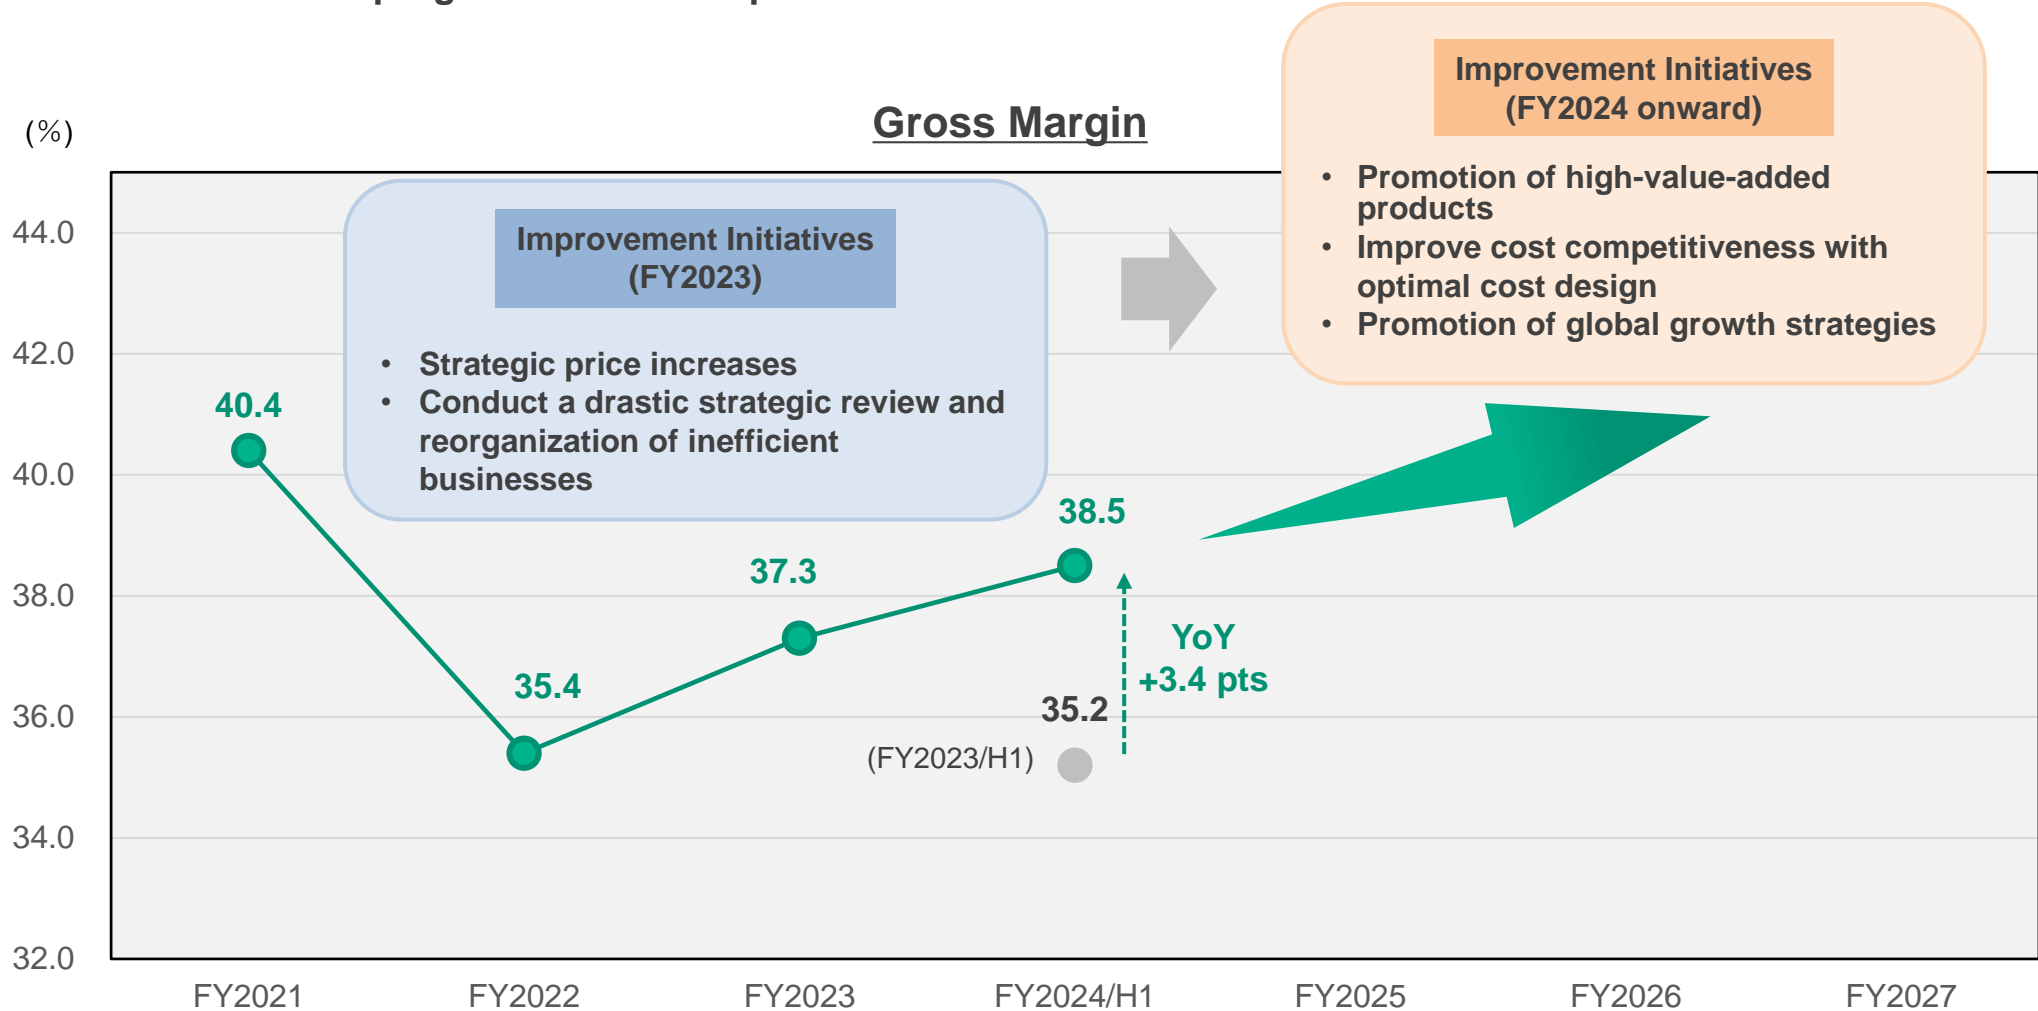 Gross Margin
(%)
Improvement Initiatives
(FY2024 onward)
• Promotion of high-value-added
products
• Improve cost competitiveness with
optimal cost design
• Promotion of global growth strategies
Improvement Initiatives
(FY2023)
• Strategic price increases
• Conduct a drastic strategic review and
reorganization of inefficient
businesses
44.0
42.0
40.0
38.0
36.0
34.0
32.0
40.4
35.4
37.3
38.5
YoY
+3.4 pts
35.2
(FY2023/H1)
FY2021
FY2022
FY2023
FY2024/H1
FY2025
FY2026
FY2027